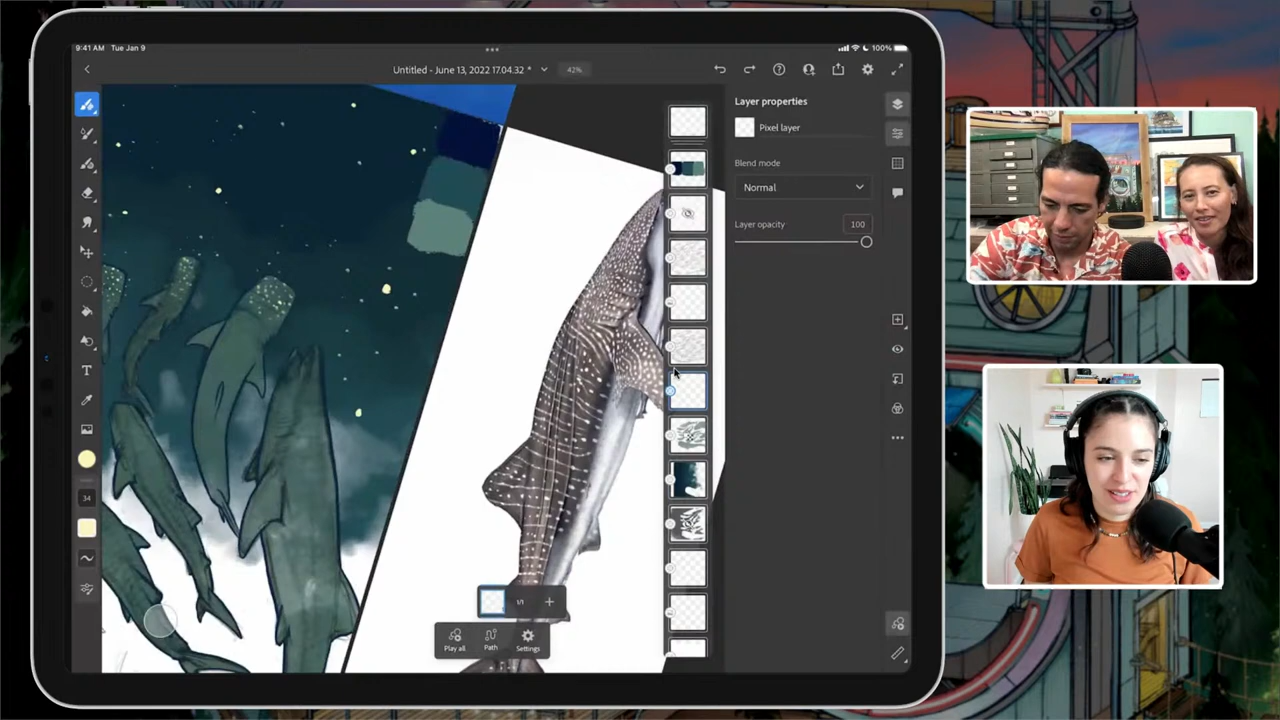 9:41 AM Tue Jan 9
100%
Untitled - June 13, 2022 17.04.32 *
42%
Layer properties
Pixel layer
Blend mode
Normal
Layer opacity
100
T
34
1/1
Play all
Path
Settings